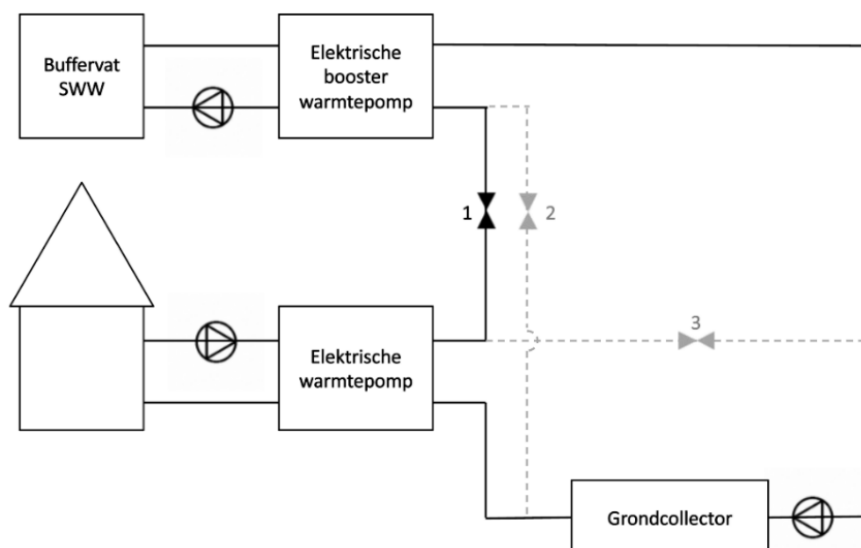 Buffervat
SWW
Elektrische
booster
warmtepomp
1
2
3
Elektrische
warmtepomp
Grondcollector